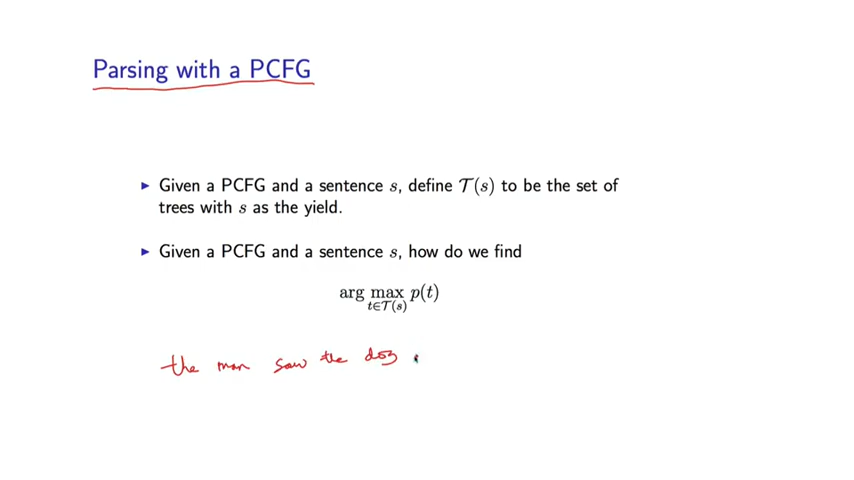 Parsing with a PCFG
▶ Given a PCFG and a sentence s, define 𝒯(s) to be the set of
trees with s as the yield.
▶ Given a PCFG and a sentence s, how do we find
arg max p(t)
t∈𝒯(s)
the man saw the dog